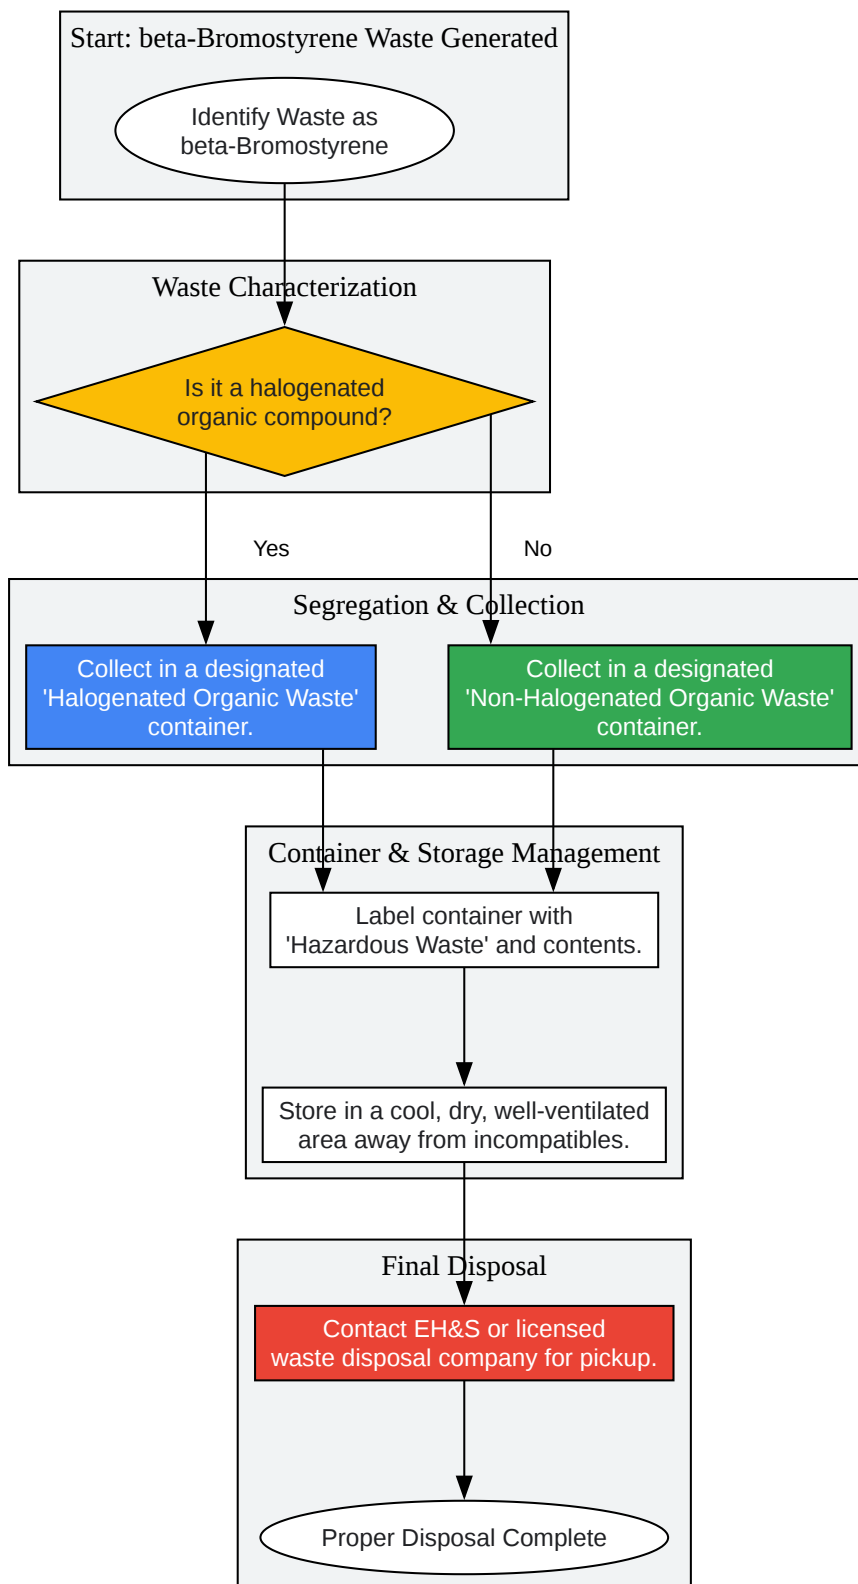 Start: beta-Bromostyrene Waste Generated
Identify Waste as
beta-Bromostyrene
Waste Characterization
Is it a halogenated
organic compound?
Yes
No
Segregation & Collection
Collect in a designated
'Halogenated Organic Waste'
container.
Collect in a designated
'Non-Halogenated Organic Waste'
container.
Container & Storage Management
Label container with
'Hazardous Waste' and contents.
Store in a cool, dry, well-ventilated
area away from incompatibles.
Final Disposal
Contact EH&S or licensed
waste disposal company for pickup.
Proper Disposal Complete